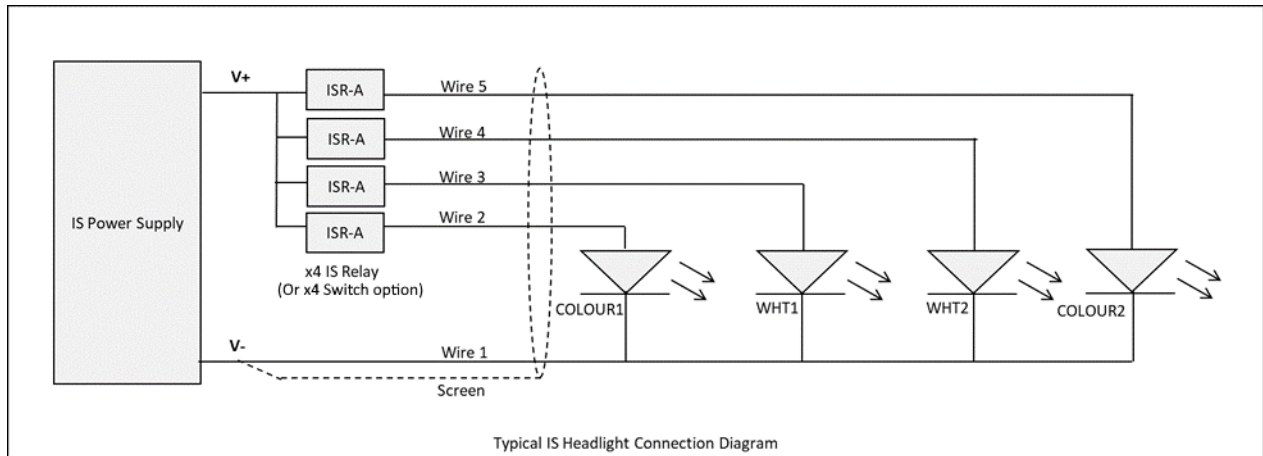 V+
ISR-A
Wire 5
ISR-A
Wire 4
ISR-A
Wire 3
ISR-A
Wire 2
IS Power Supply
x4 IS Relay
(Or x4 Switch option)
COLOUR1
WHT1
WHT2
COLOUR2
V-
Wire 1
Screen
Typical IS Headlight Connection Diagram